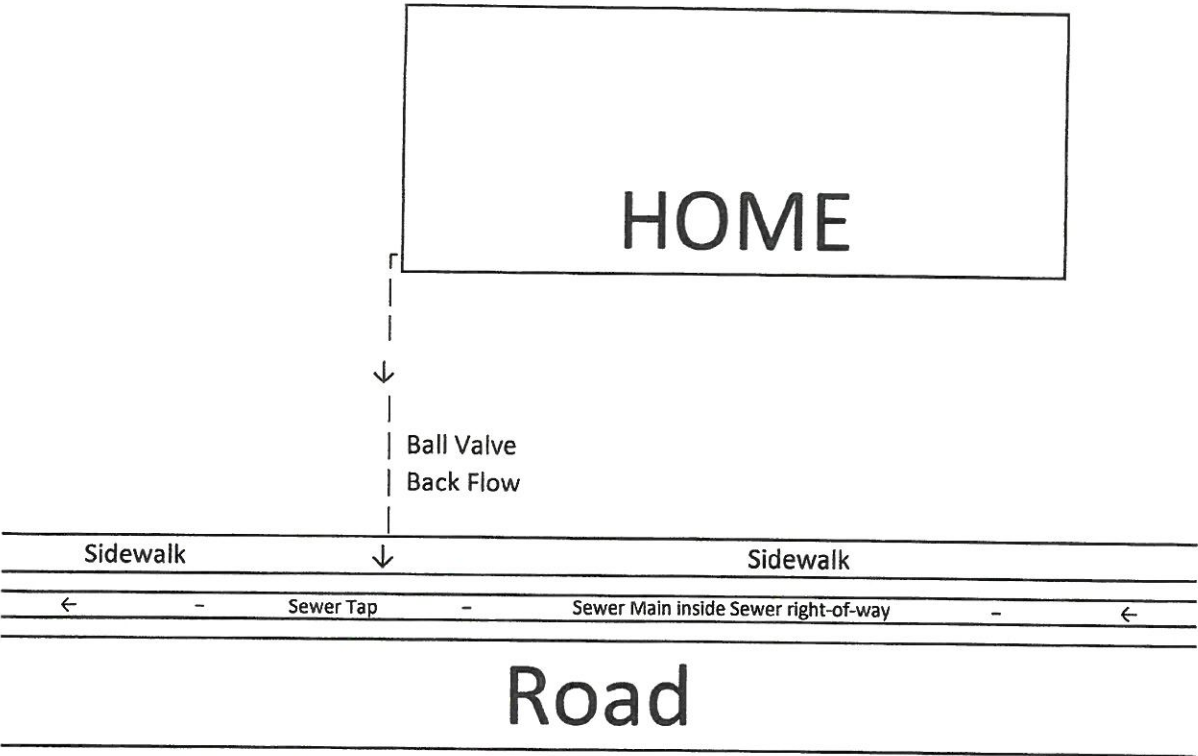 HOME
Ball Valve
Back Flow
Sidewalk Sidewalk
← - Sewer Tap - Sewer Main inside Sewer right-of-way - ←
Road